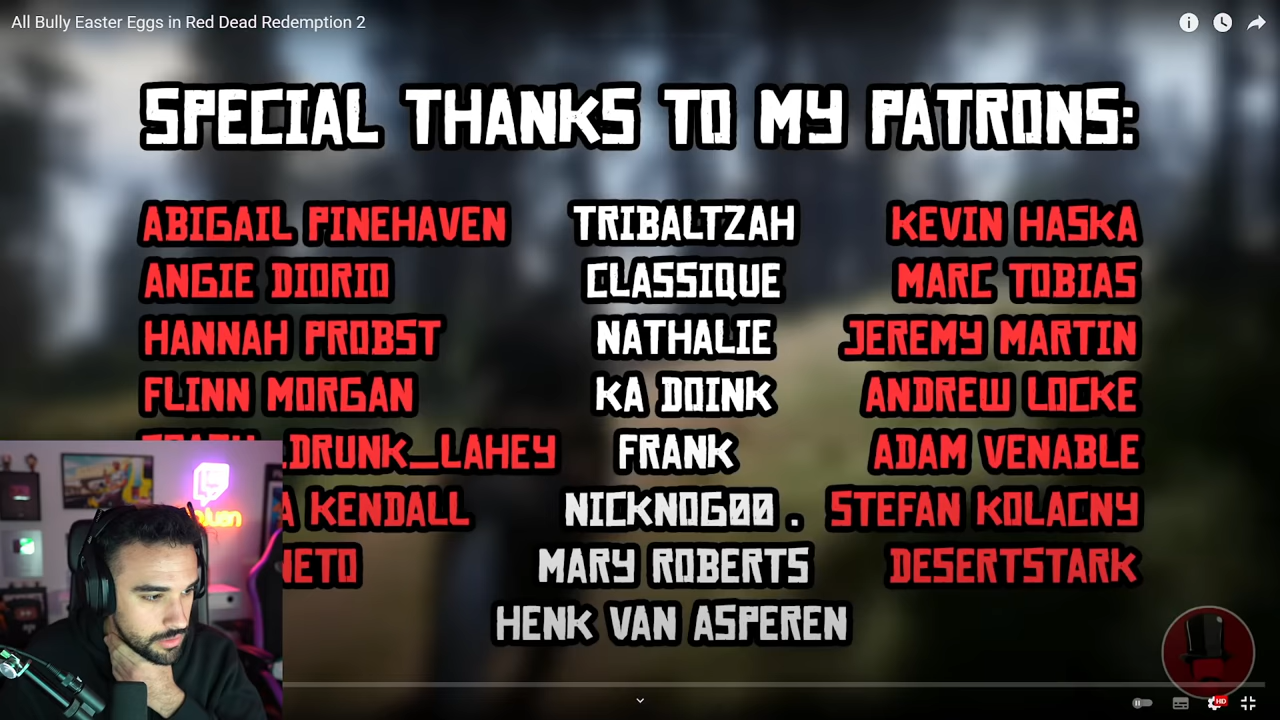 All Bully Easter Eggs in Red Dead Redemption 2
SPECIAL THANKS TO MY PATRONS:
ABIGAIL PINEHAVEN TRIBALTZAH KEVIN HASKA
ANGIE DIORIO CLASSIQUE MARC TOBIAS
HANNAH PROBST NATHALIE JEREMY MARTIN
FLINN MORGAN KA DOINK ANDREW LOCKE
DRUNK_LAHEY FRANK ADAM VENABLE
KENDALL NICKNOG00 . STEFAN KOLACNY
MARY ROBERTS DESERTSTARK
HENK VAN ASPEREN
HD